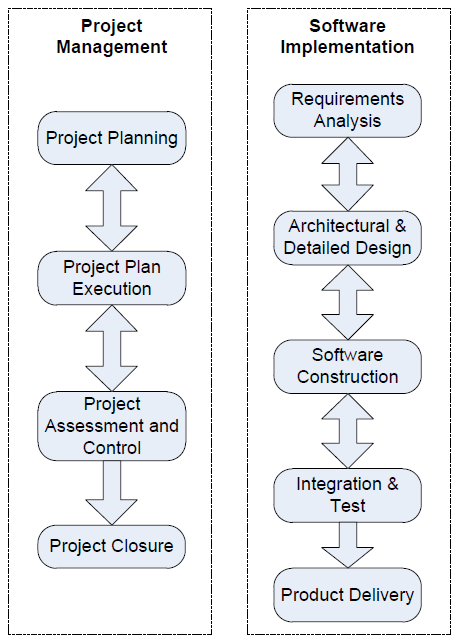 Project
Management
Project Planning
Project Plan
Execution
Project
Assessment and
Control
Project Closure
Software
Implementation
Requirements
Analysis
Architectural &
Detailed Design
Software
Construction
Integration &
Test
Product Delivery